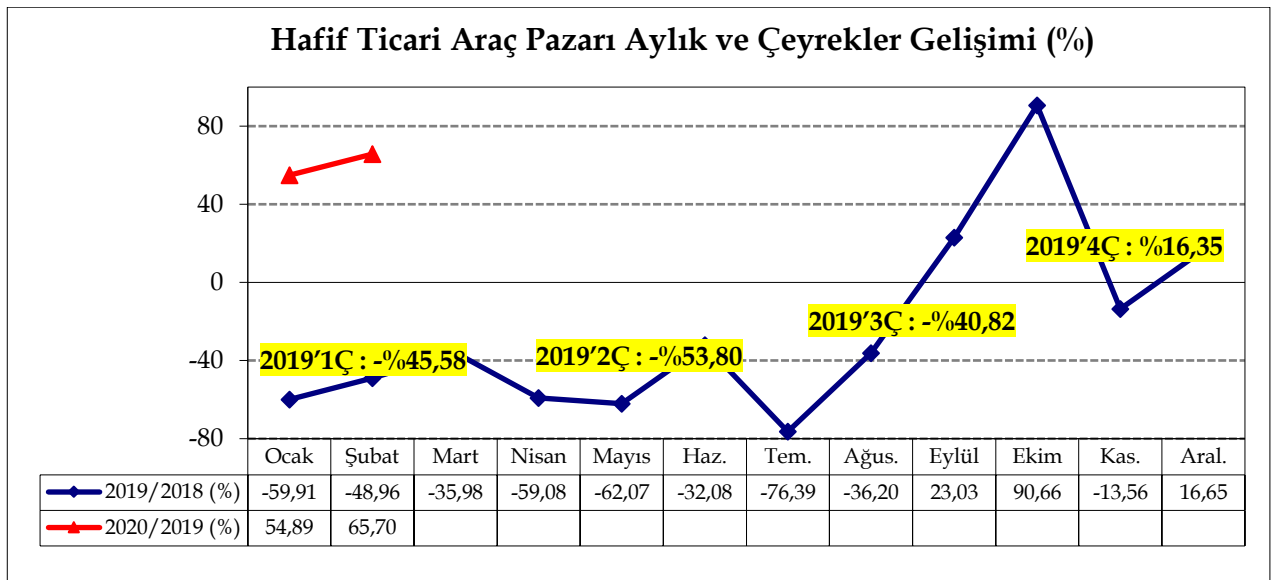 Hafif Ticari Araç Pazarı Aylık ve Çeyrekler Gelişimi (%)
80
40
0
-40
-80
2019'1Ç : -%45,58
2019'2Ç : -%53,80
2019'3Ç : -%40,82
2019'4Ç : %16,35
Ocak Şubat Mart Nisan Mayıs Haz. Tem. Ağus. Eylül Ekim Kas. Aral.
2019/2018 (%) -59,91 -48,96 -35,98 -59,08 -62,07 -32,08 -76,39 -36,20 23,03 90,66 -13,56 16,65
2020/2019 (%) 54,89 65,70